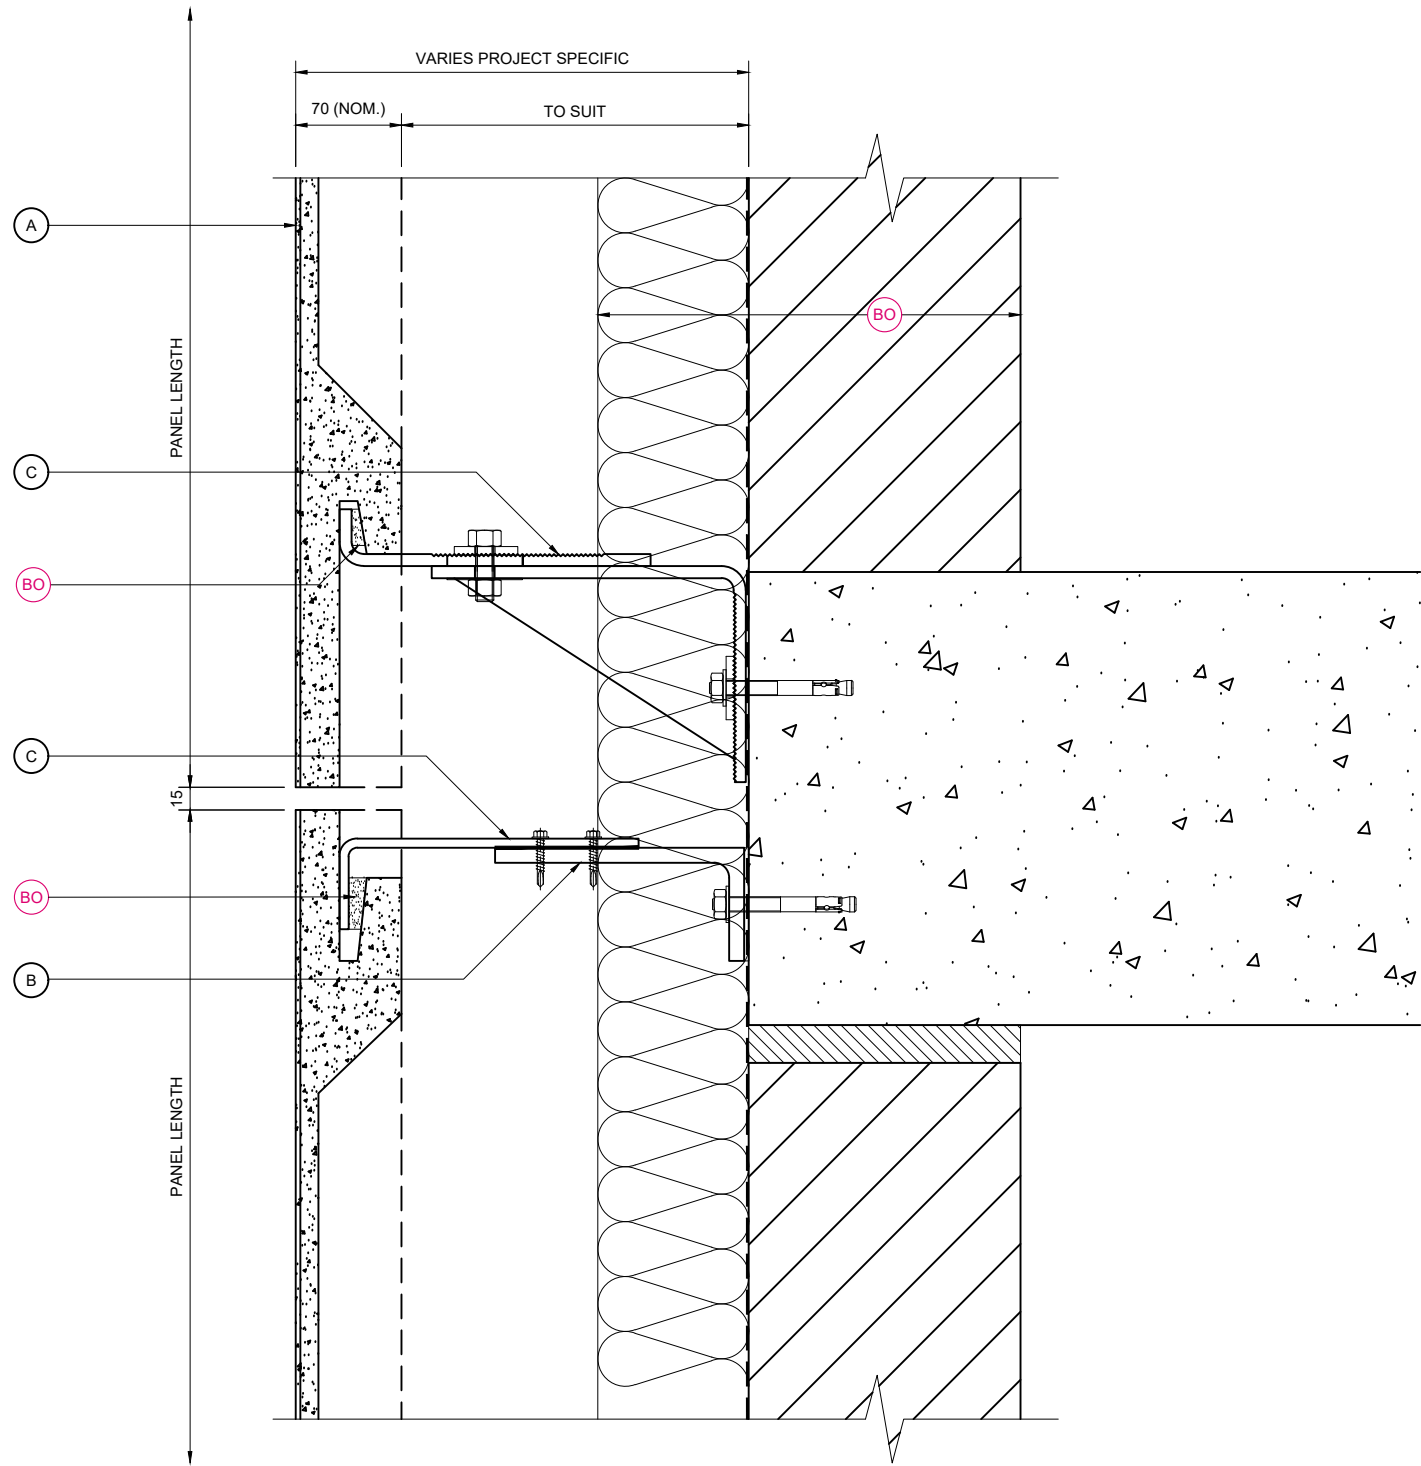 VARIES PROJECT SPECIFIC
70 (NOM.)
TO SUIT
A
BO
PANEL LENGTH
C
BO
C
15
BO
B
PANEL LENGTH